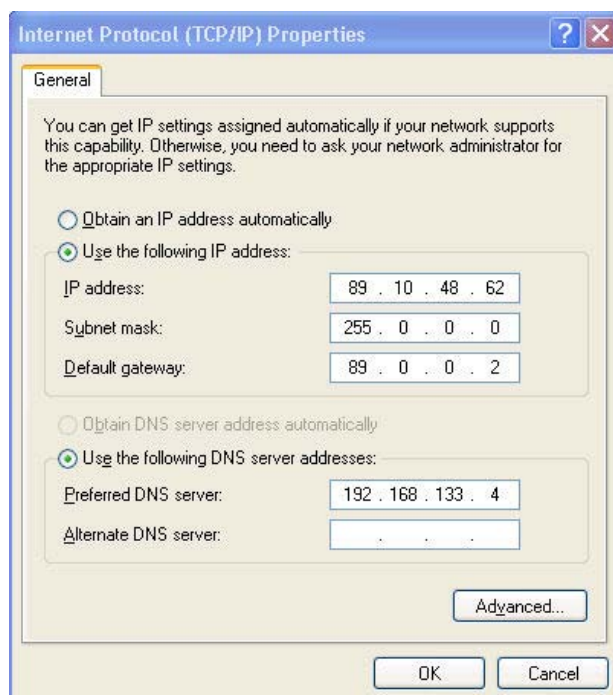 Internet Protocol (TCP/IP) Properties
General
You can get IP settings assigned automatically if your network supports
this capability. Otherwise, you need to ask your network administrator for
the appropriate IP settings.
Obtain an IP address automatically
Use the following IP address:
IP address: 89 . 10 . 48 . 62
Subnet mask: 255 . 0 . 0 . 0
Default gateway: 89 . 0 . 0 . 2
Obtain DNS server address automatically
Use the following DNS server addresses:
Preferred DNS server: 192 . 168 . 133 . 4
Alternate DNS server: . . .
Advanced...
OK Cancel